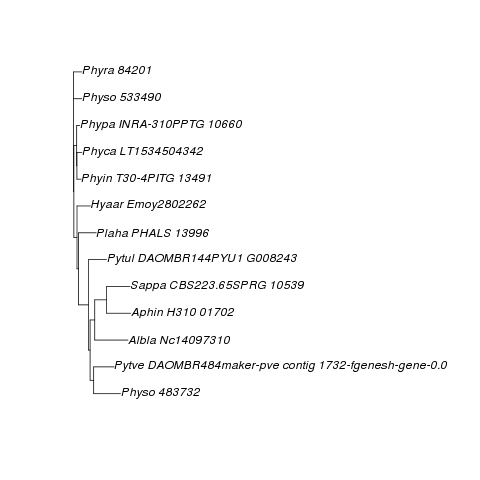 Phyra 84201
Physo 533490
Phypa INRA-310PPTG 10660
Phyca LT1534504342
Phyin T30-4PITG 13491
Hyaar Emoy2802262
Plaha PHALS 13996
Pytul DAOMBR144PYU1 G008243
Sappa CBS223.65SPRG 10539
Aphin H310 01702
Albla Nc14097310
Pytve DAOMBR484maker-pve contig 1732-fgenesh-gene-0.0
Physo 483732